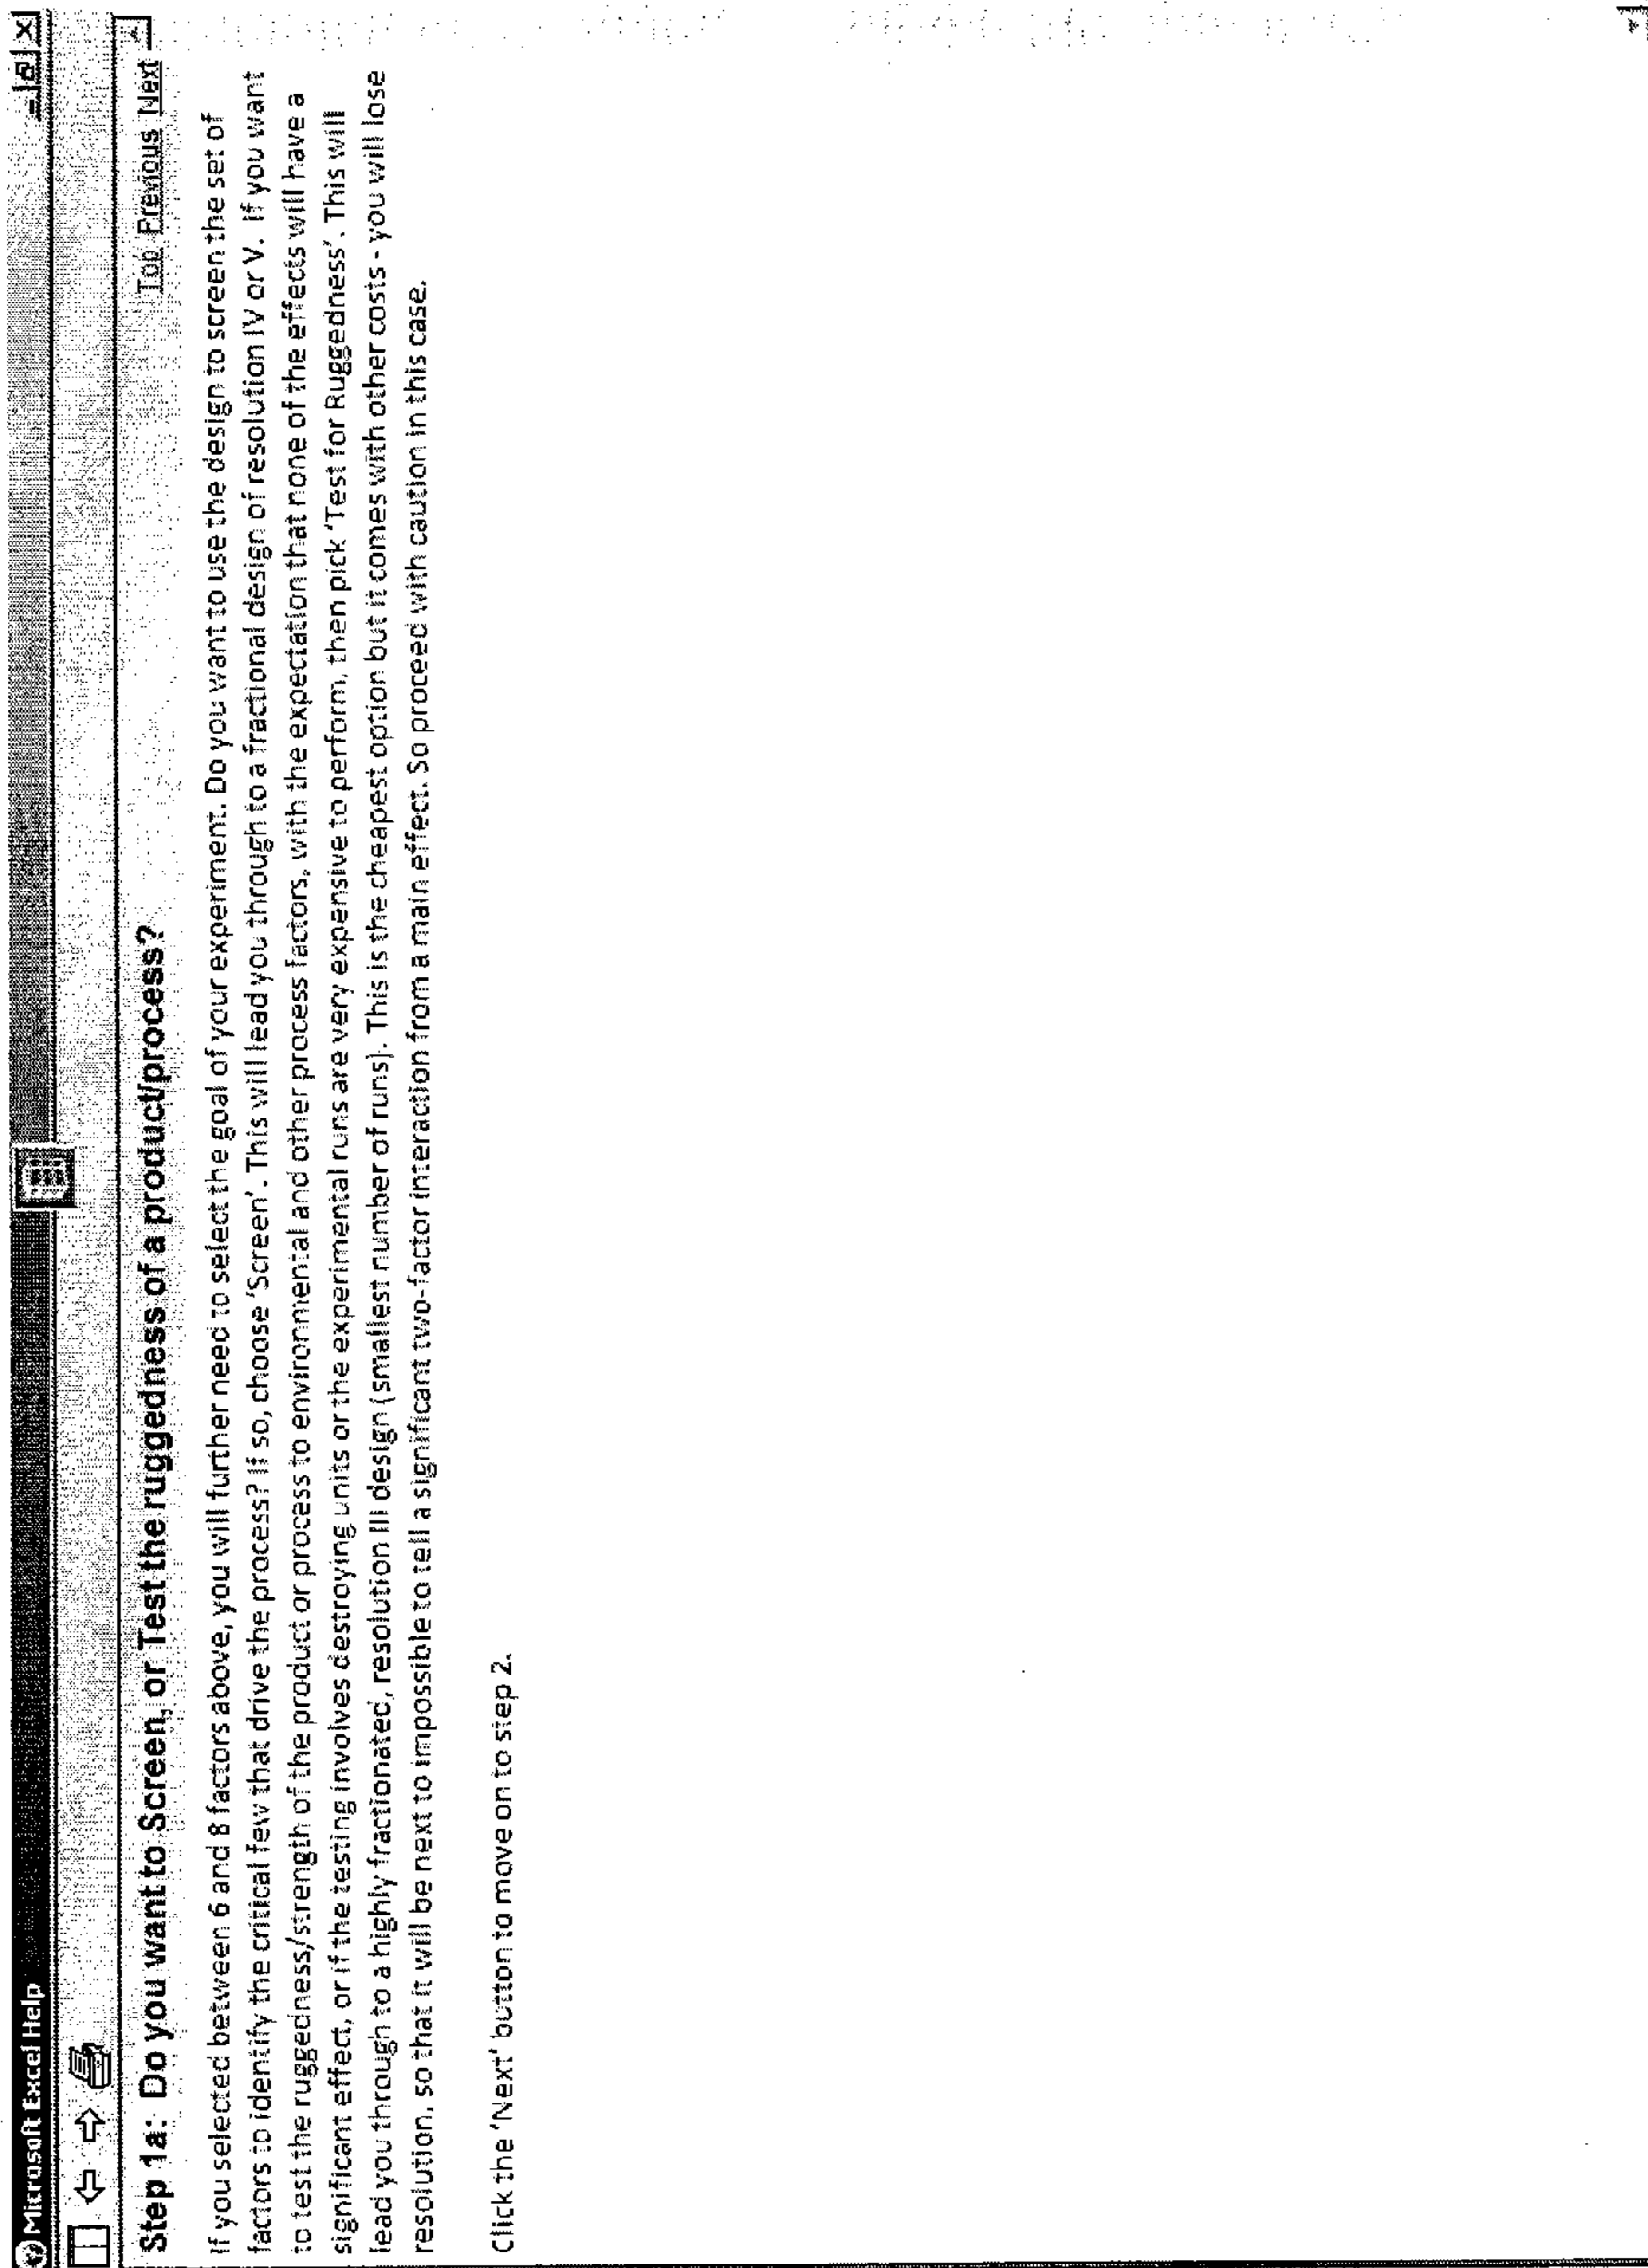 Microsoft Excel Help
Top Previous Next
Step 1a: Do you want to Screen, or Test the ruggedness of a product/process?
If you selected between 6 and 8 factors above, you will further need to select the goal of your experiment. Do you want to use the design to screen the set of
factors to identify the critical few that drive the process? If so, choose 'Screen'. This will lead you through to a fractional design of resolution IV or V. If you want
to test the ruggedness/strength of the product or process to environmental and other process factors, with the expectation that none of the effects will have a
significant effect, or if the testing involves destroying units or the experimental runs are very expensive to perform, then pick 'Test for Ruggedness'. This will
lead you through to a highly fractionated, resolution III design (smallest number of runs). This is the cheapest option but it comes with other costs - you will lose
resolution, so that it will be next to impossible to tell a significant two-factor interaction from a main effect. So proceed with caution in this case.
Click the 'Next' button to move on to step 2.